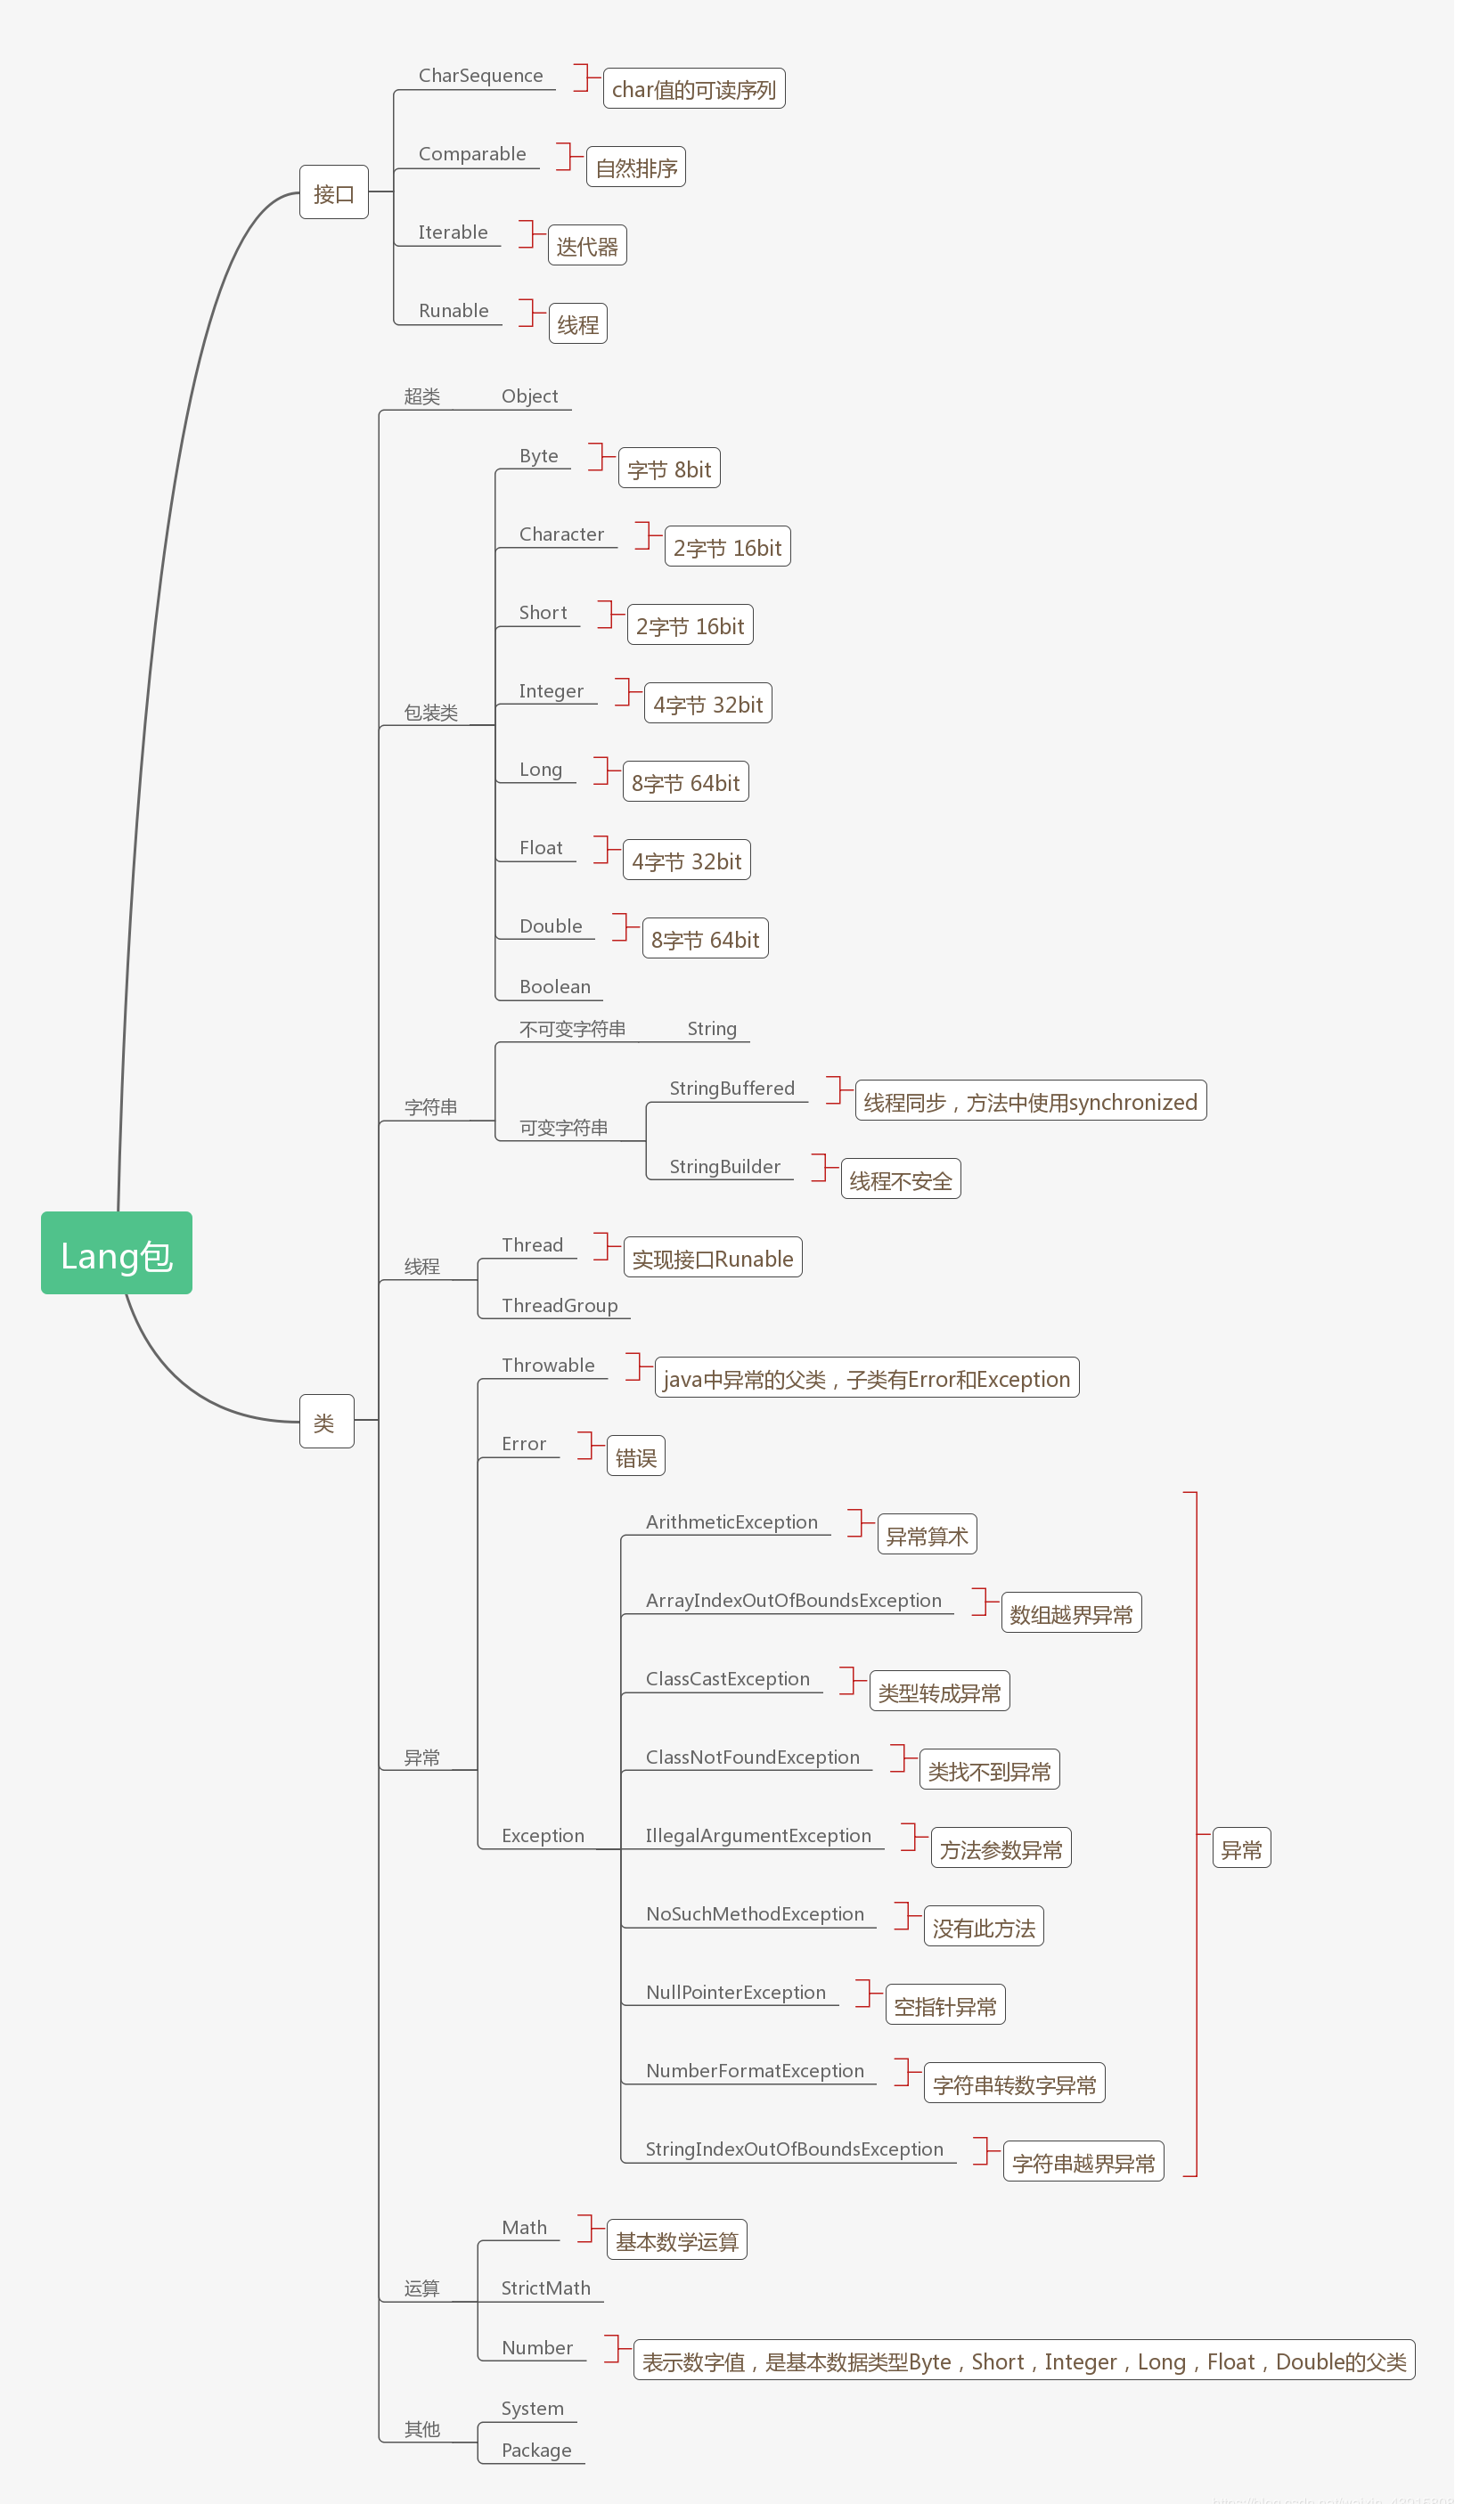 CharSequence
char值的可读序列
Comparable
自然排序
接口
Iterable
迭代器
Runable
线程
超类
Object
Byte
字节 8bit
Character
2字节 16bit
Short
2字节 16bit
Integer
4字节 32bit
包装类
Long
8字节 64bit
Float
4字节 32bit
Double
8字节 64bit
Boolean
不可变字符串
String
StringBuffered
线程同步，方法中使用synchronized
字符串
可变字符串
StringBuilder
线程不安全
Lang包
Thread
实现接口Runable
线程
ThreadGroup
Throwable
java中异常的父类，子类有Error和Exception
类
Error
错误
ArithmeticException
异常算术
ArrayIndexOutOfBoundsException
数组越界异常
ClassCastException
类型转成异常
异常
ClassNotFoundException
类找不到异常
Exception
IllegalArgumentException
方法参数异常
异常
NoSuchMethodException
没有此方法
NullPointerException
空指针异常
NumberFormatException
字符串转数字异常
StringIndexOutOfBoundsException
字符串越界异常
Math
基本数学运算
运算
StrictMath
Number
表示数字值，是基本数据类型Byte，Short，Integer，Long，Float，Double的父类
System
其他
Package